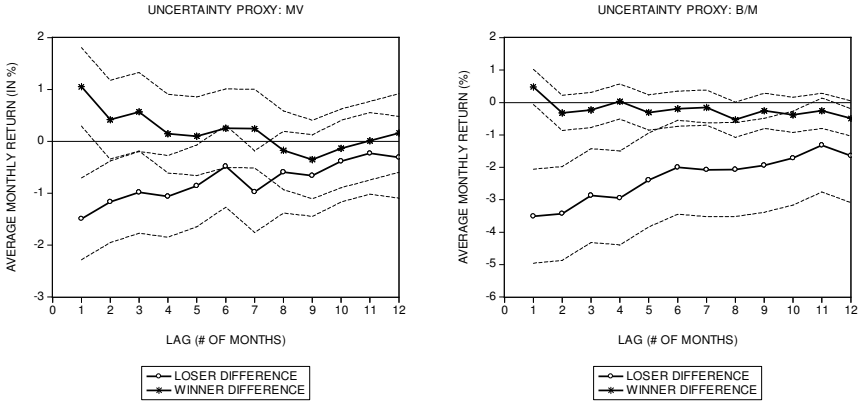 UNCERTAINTY PROXY: MV
AVERAGE MONTHLY RETURN (IN %)
2
1
0
-1
-2
-3
0 1 2 3 4 5 6 7 8 9 10 11 12
LAG (# OF MONTHS)
LOSER DIFFERENCE
WINNER DIFFERENCE
UNCERTAINTY PROXY: B/M
AVERAGE MONTHLY RETURN (%)
2
1
0
-1
-2
-3
-4
-5
-6
0 1 2 3 4 5 6 7 8 9 10 11 12
LAG (# OF MONTHS)
LOSER DIFFERENCE
WINNER DIFFERENCE